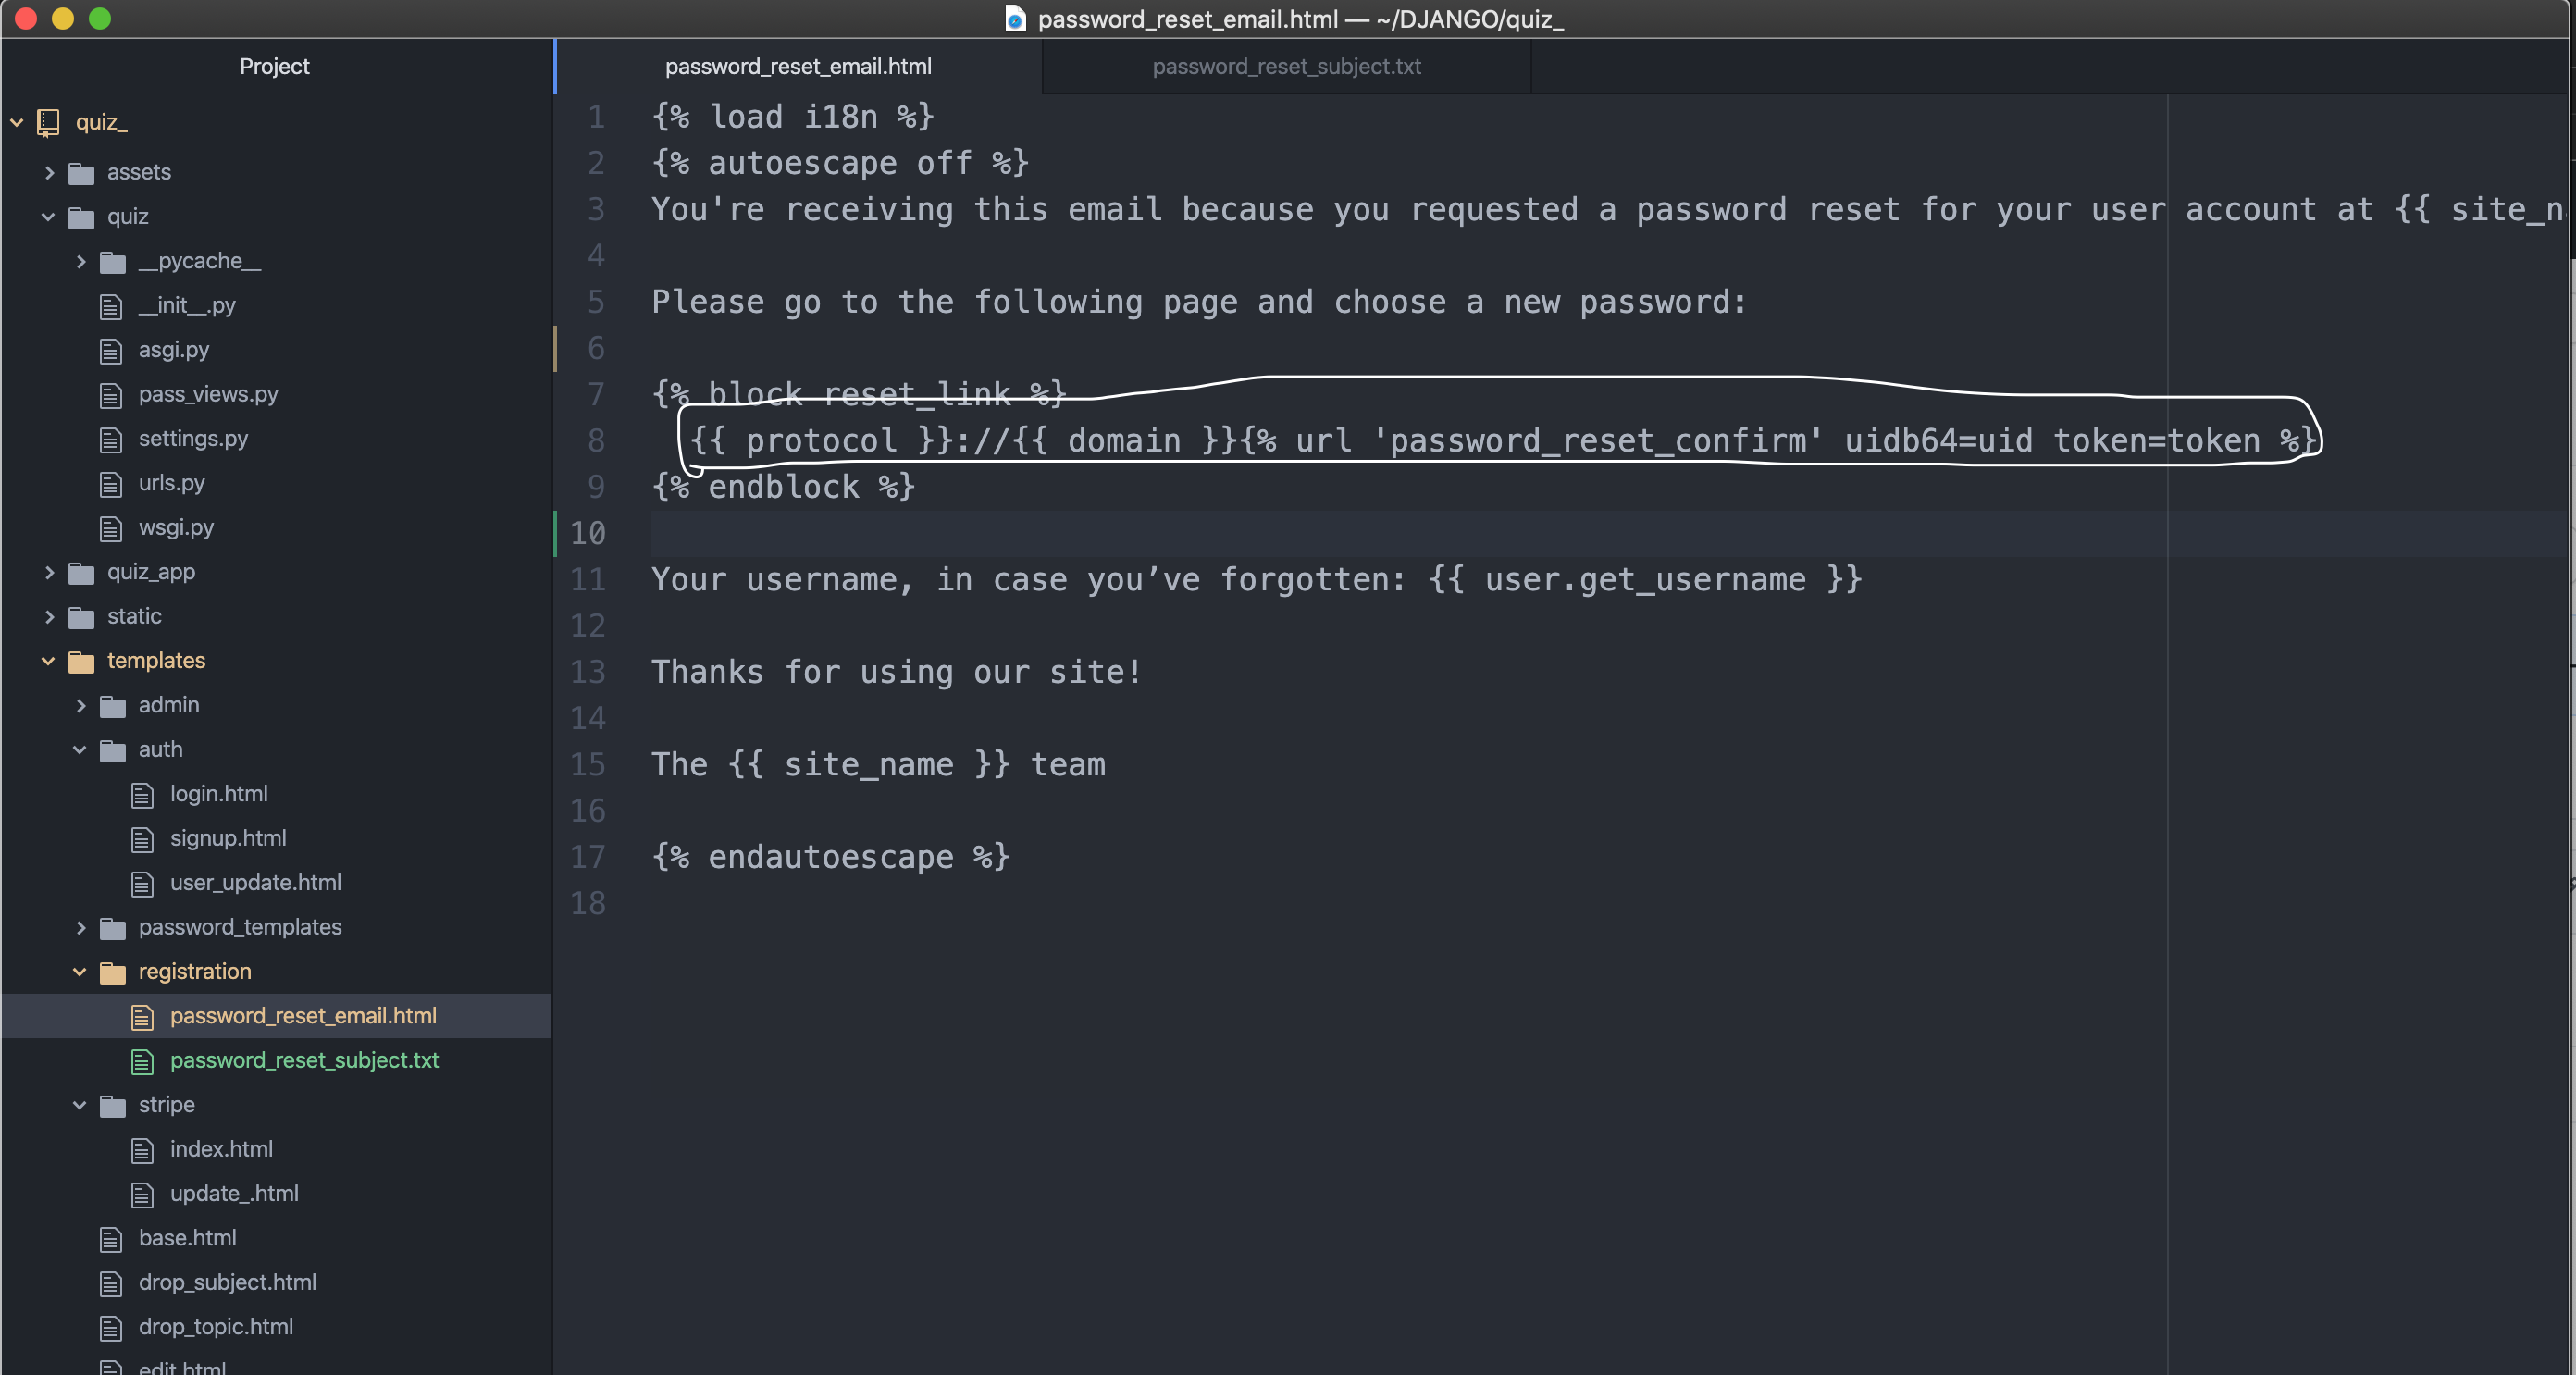 password_reset_email.html — ~/DJANGO/quiz_
Project
quiz_
assets
quiz
__pycache__
__init__.py
asgi.py
pass_views.py
settings.py
urls.py
wsgi.py
quiz_app
static
templates
admin
auth
login.html
signup.html
user_update.html
password_templates
registration
password_reset_email.html
password_reset_subject.txt
stripe
index.html
update_.html
base.html
drop_subject.html
drop_topic.html
edit.html
password_reset_email.html password_reset_subject.txt
1 {% load i18n %}
2 {% autoescape off %}
3 You're receiving this email because you requested a password reset for your user account at {{ site_n
4
5 Please go to the following page and choose a new password:
6
7 {% block reset_link %}
8 {{ protocol }}://{{ domain }}{% url 'password_reset_confirm' uidb64=uid token=token %}
9 {% endblock %}
10
11 Your username, in case you’ve forgotten: {{ user.get_username }}
12
13 Thanks for using our site!
14
15 The {{ site_name }} team
16
17 {% endautoescape %}
18